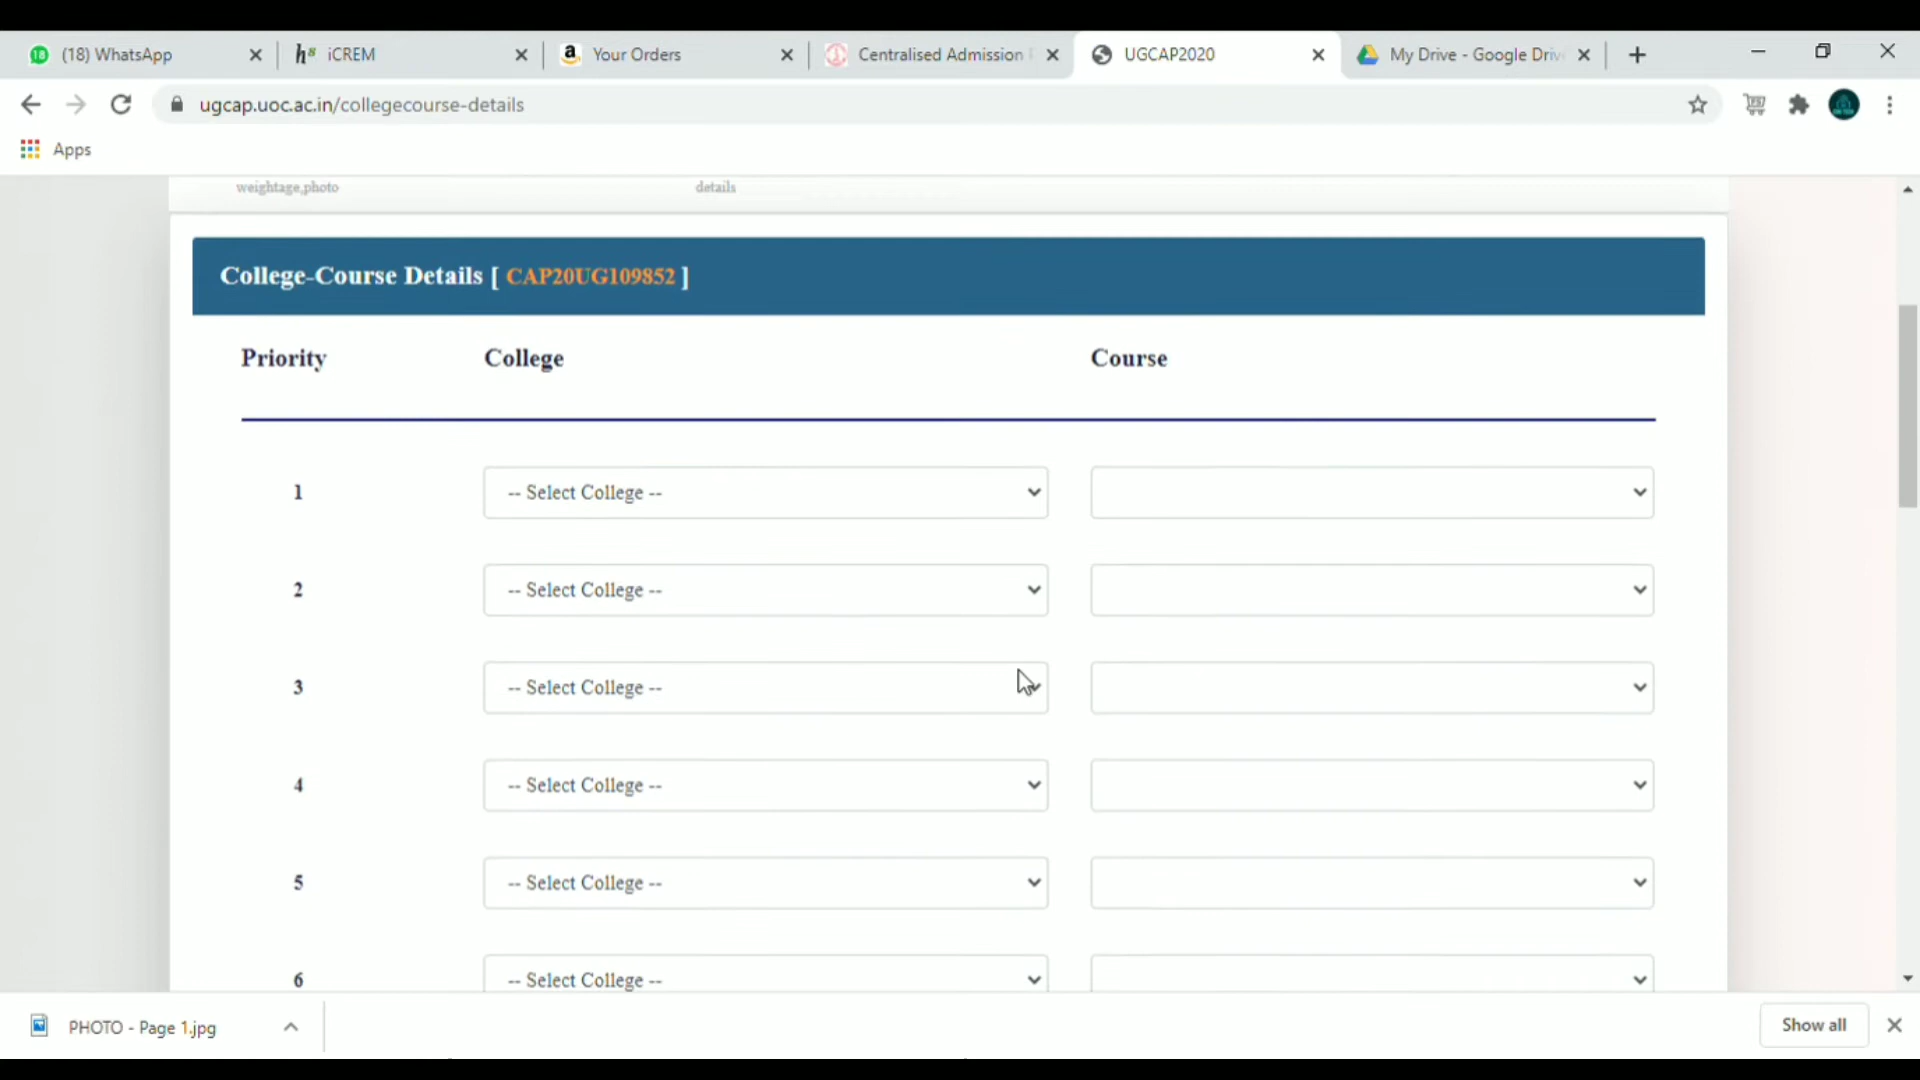 (18) WhatsApp
iCREM
Your Orders
Centralised Admission
UGCAP2020
My Drive - Google Driv
ugcap.uoc.ac.in/collegecourse-details
Apps
weightage,photo
details
College-Course Details [ CAP20UG109852 ]
Priority College Course
1 -- Select College --
2 -- Select College --
3 -- Select College --
4 -- Select College --
5 -- Select College --
6 -- Select College --
PHOTO - Page 1.jpg
Show all